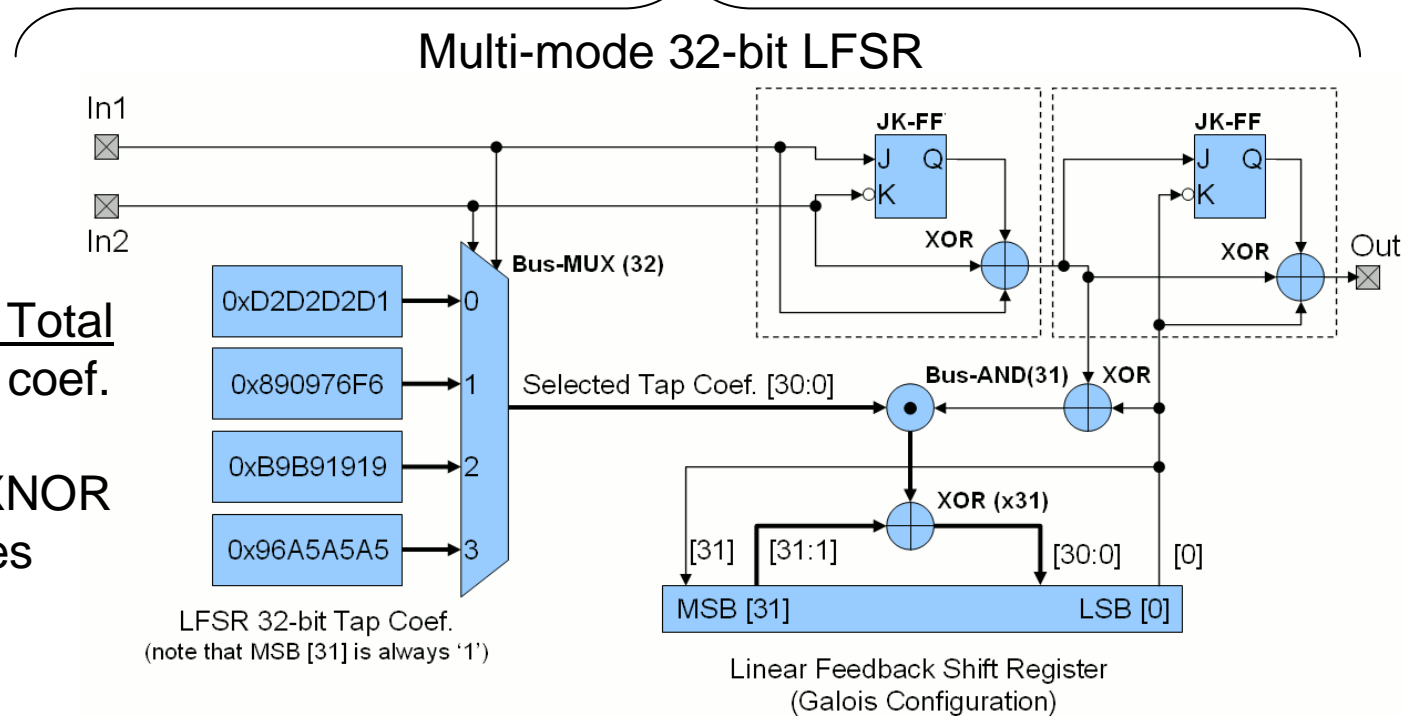 Multi-mode 32-bit LFSR
In1
JK-FF
JK-FF
J Q
J Q
K
K
In2
XOR
XOR
Out
Bus-MUX (32)
0xD2D2D2D1
0
Total
coef.
0x890976F6
1
Selected Tap Coef. [30:0]
Bus-AND(31)
XOR
0xB9B91919
2
XNOR
XOR (x31)
es
0x96A5A5A5
3
[31]
[31:1]
[30:0]
[0]
MSB [31]
LSB [0]
LFSR 32-bit Tap Coef.
(note that MSB [31] is always ‘1’)
Linear Feedback Shift Register
(Galois Configuration)